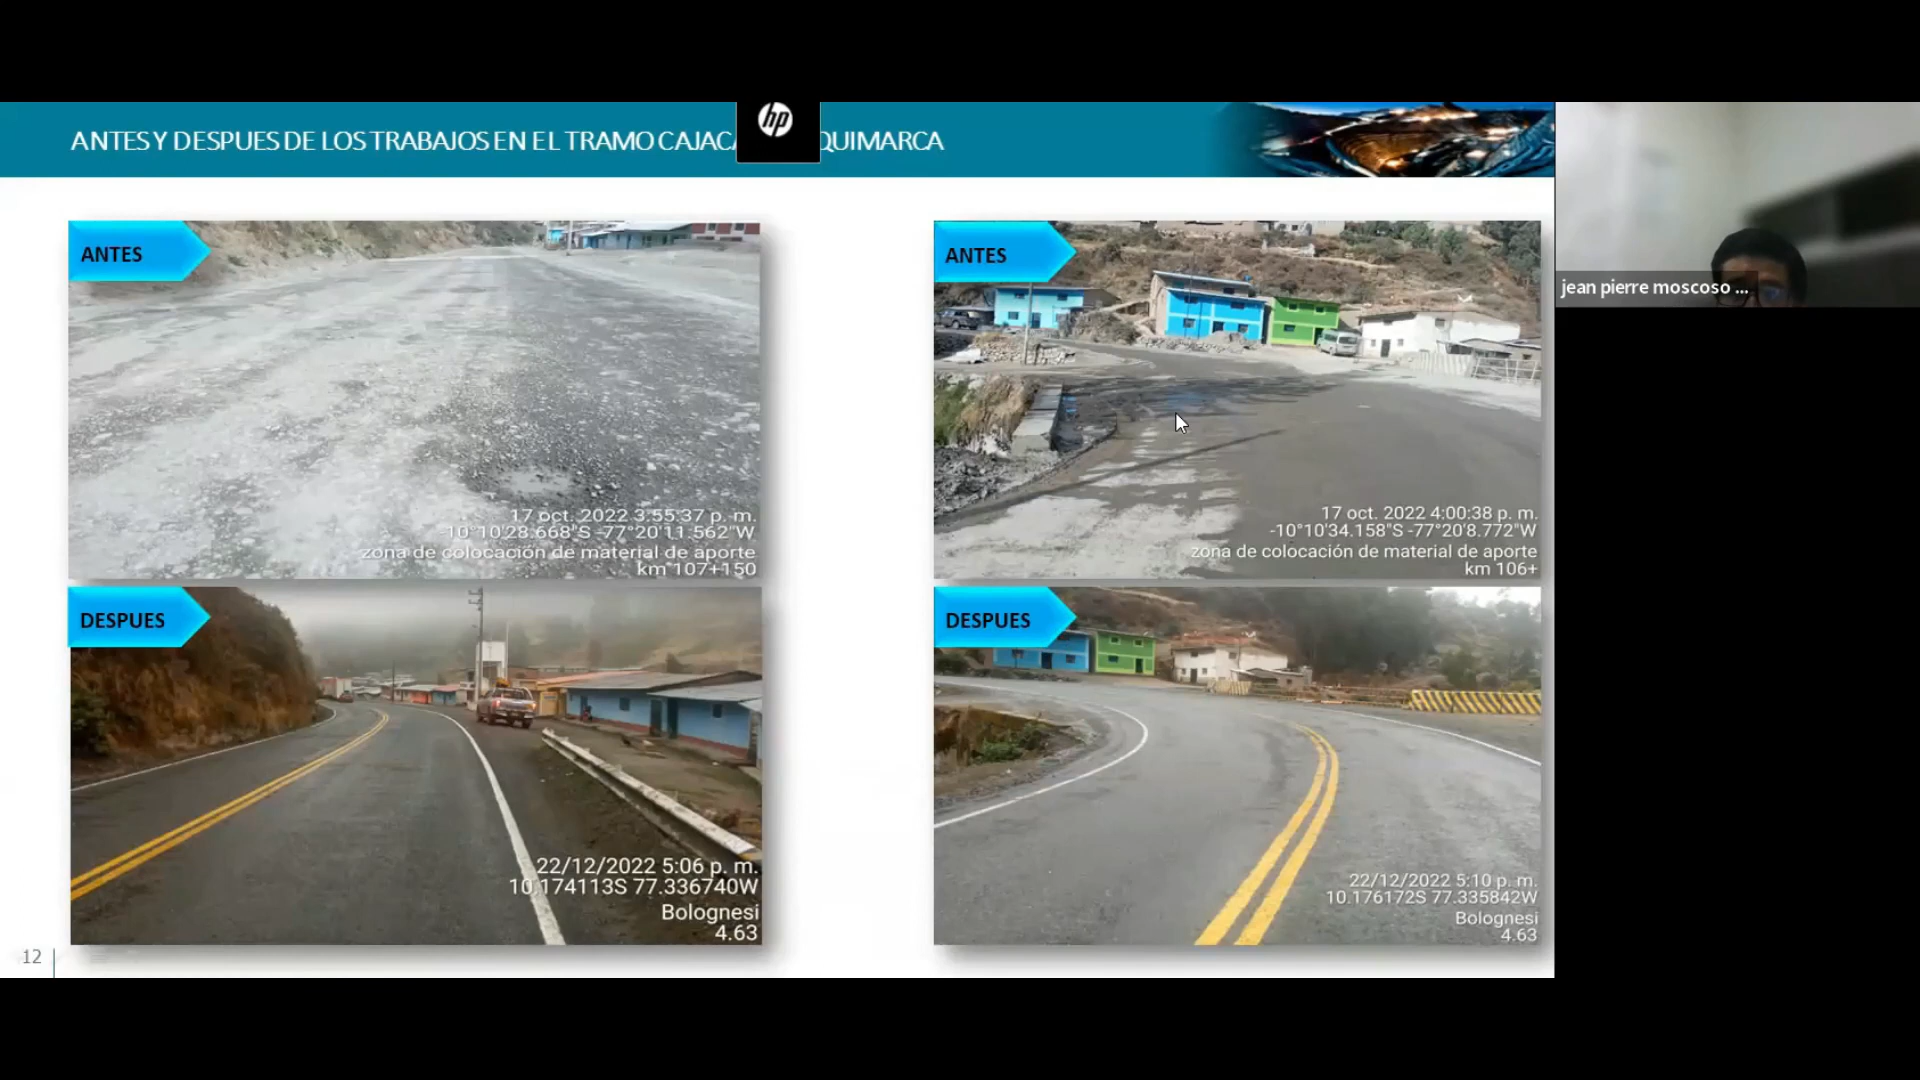 ANTES Y DESPUES DE LOS TRABAJOS EN EL TRAMO CAJAC QUIMARCA
hp
jean pierre moscoso ...
ANTES
17 oct. 2022 3:55:37 p. m.
-10°10'28.668"S -77°20'11.562"W
zona de colocación de material de aporte
km 107+150
ANTES
17 oct. 2022 4:00:38 p. m.
-10°10'34.158"S -77°20'8.772"W
zona de colocación de material de aporte
km 106+
DESPUES
22/12/2022 5:06 p. m.
10.174113S 77.336740W
Bolognesi
4.63
DESPUES
22/12/2022 5:10 p. m.
10.176172S 77.335842W
Bolognesi
4.63
12